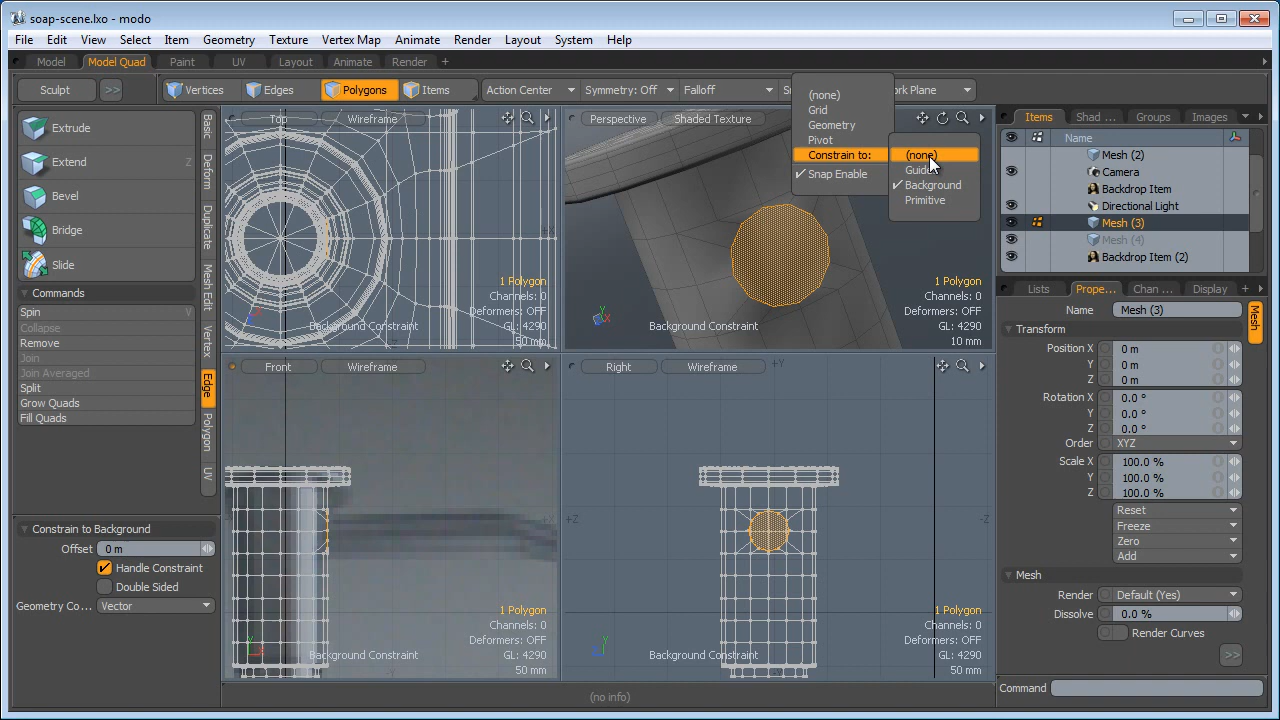 soap-scene.lxo - modo
File Edit View Select Item Geometry Texture Vertex Map Animate Render Layout System Help
Model Model Quad Paint UV Layout Animate Render +
Sculpt >> Vertices Edges Polygons Items Action Center Symmetry: Off Falloff
(none)
Grid
Geometry
Pivot
Constrain to:
Snap Enable
(none)
Background
Primitive
Extrude
Extend Z
Bevel
Bridge
Slide
Commands
Spin V
Collapse
Remove
Join
Join Averaged
Split
Grow Quads
Fill Quads
Basic
Deform
Duplicate
Mesh Edit
Vertex
Edge
Polygon
UV
Constrain to Background
Offset 0 m
Handle Constraint
Double Sided
Geometry Co... Vector
Top Wireframe
+X
1 Polygon
Channels: 0
Deformers: OFF
GL: 4290
Background Constraint
50 mm
Perspective Shaded Texture
1 Polygon
Channels: 0
Deformers: OFF
GL: 4290
Background Constraint
10 mm
Front Wireframe
+X
1 Polygon
Channels: 0
Deformers: OFF
GL: 4290
Background Constraint
50 mm
Right Wireframe
+Y
+Z -Z
1 Polygon
Channels: 0
Deformers: OFF
GL: 4290
Background Constraint
50 mm
(no info)
Items Shad ... Groups Images +
Name
Mesh (2)
Camera
Backdrop Item
Directional Light
Mesh (3)
Mesh (4)
Backdrop Item (2)
Lists Prope... Chan ... Display +
Name Mesh (3)
Mesh
Transform
Position X 0 m
Y 0 m
Z 0 m
Rotation X 0.0 °
Y 0.0 °
Z 0.0 °
Order XYZ
Scale X 100.0 %
Y 100.0 %
Z 100.0 %
Reset
Freeze
Zero
Add
Mesh
Render Default (Yes)
Dissolve 0.0 %
Render Curves
>>
Command